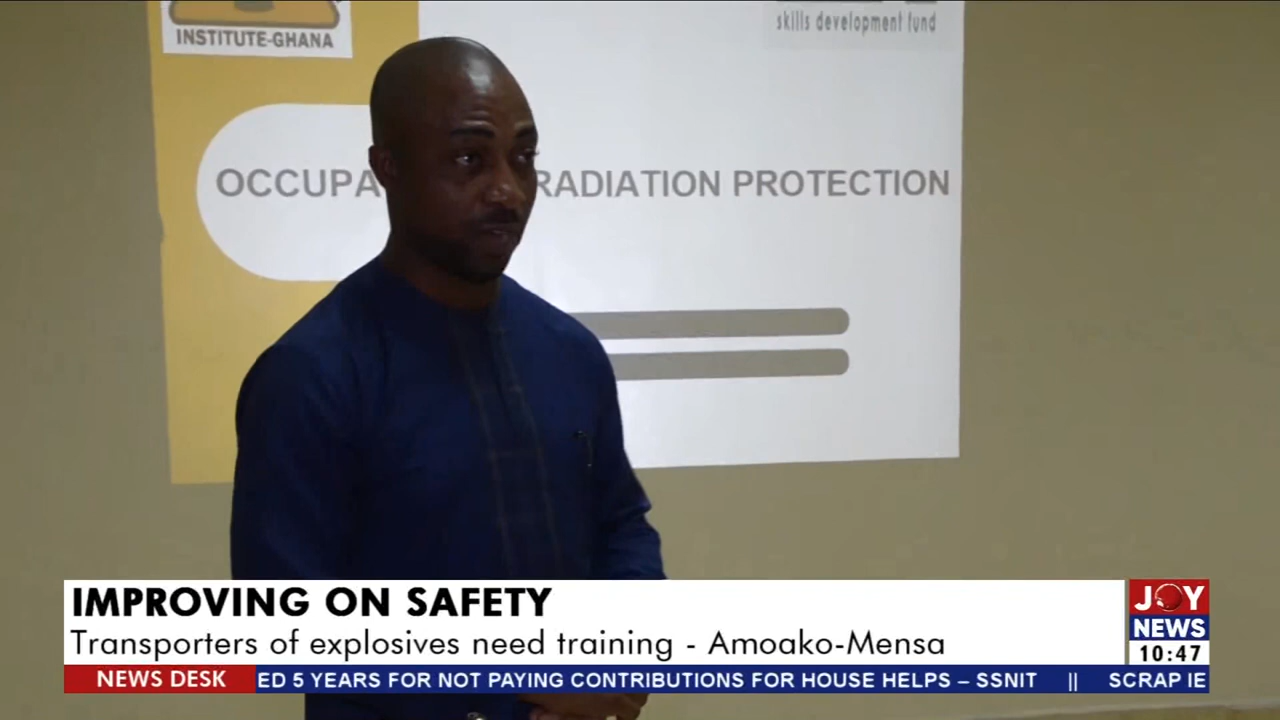 INSTITUTE-GHANA
skills development fund
OCCUPA RADIATION PROTECTION
IMPROVING ON SAFETY
Transporters of explosives need training - Amoako-Mensa
JOY
NEWS
10:47
NEWS DESK
ED 5 YEARS FOR NOT PAYING CONTRIBUTIONS FOR HOUSE HELPS – SSNIT || SCRAP IE